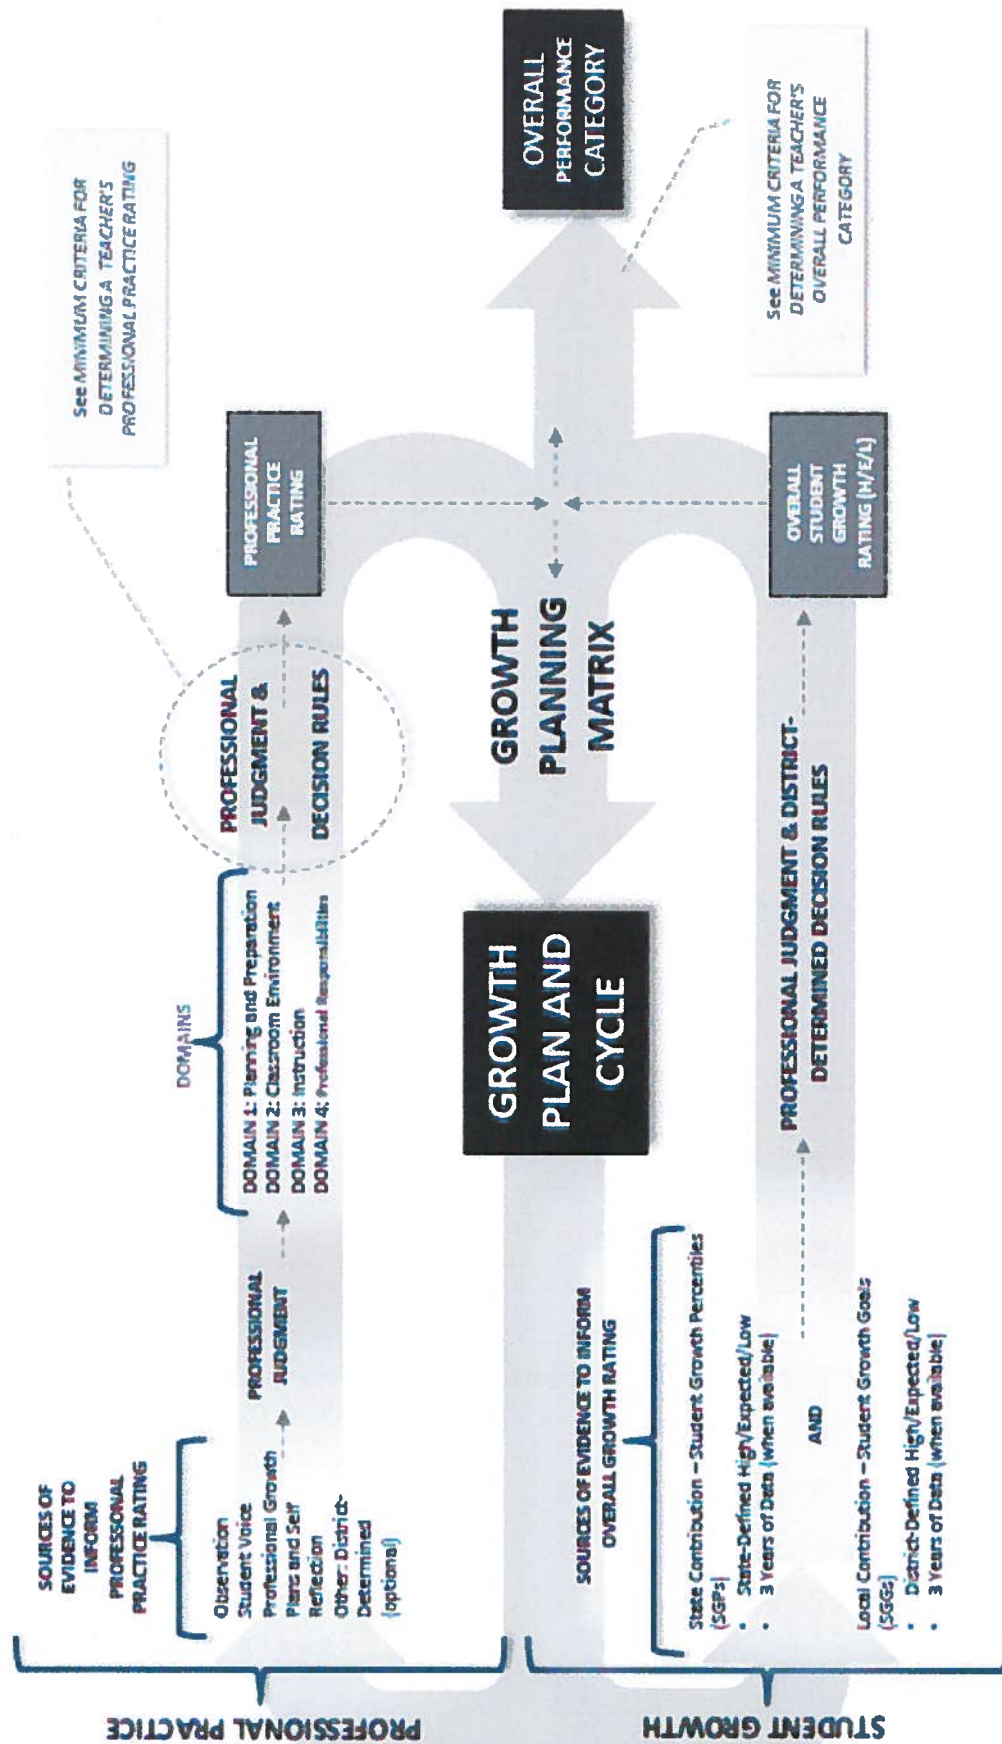 PROFESSIONAL PRACTICE
SOURCES OF
EVIDENCE TO
INFORM
PROFESSIONAL
PRACTICE RATING
Observation
Student Voice
Professional Growth
Plans and Self
Reflection
Other: District-
Determined
(optional)
PROFESSIONAL
JUDGMENT
DOMAINS
DOMAIN 1: Planning and Preparation
DOMAIN 2: Classroom Environment
DOMAIN 3: Instruction
DOMAIN 4: Professional Responsibilities
PROFESSIONAL
JUDGMENT &
DECISION RULES
PROFESSIONAL
PRACTICE
RATING
See MINIMUM CRITERIA FOR
DETERMINING A TEACHER'S
PROFESSIONAL PRACTICE RATING
GROWTH
PLAN AND
CYCLE
GROWTH
PLANNING
MATRIX
OVERALL
PERFORMANCE
CATEGORY
STUDENT GROWTH
SOURCES OF EVIDENCE TO INFORM
OVERALL GROWTH RATING
State Contribution – Student Growth Percentiles
(SGPs)
• State-Defined High/Expected/Low
• 3 Years of Data (when available)
AND
Local Contribution – Student Growth Goals
(SGGs)
• District-Defined High/Expected/Low
• 3 Years of Data (when available)
PROFESSIONAL JUDGMENT & DISTRICT-
DETERMINED DECISION RULES
OVERALL
STUDENT
GROWTH
RATING (H/E/L)
See MINIMUM CRITERIA FOR
DETERMINING A TEACHER'S
OVERALL PERFORMANCE
CATEGORY